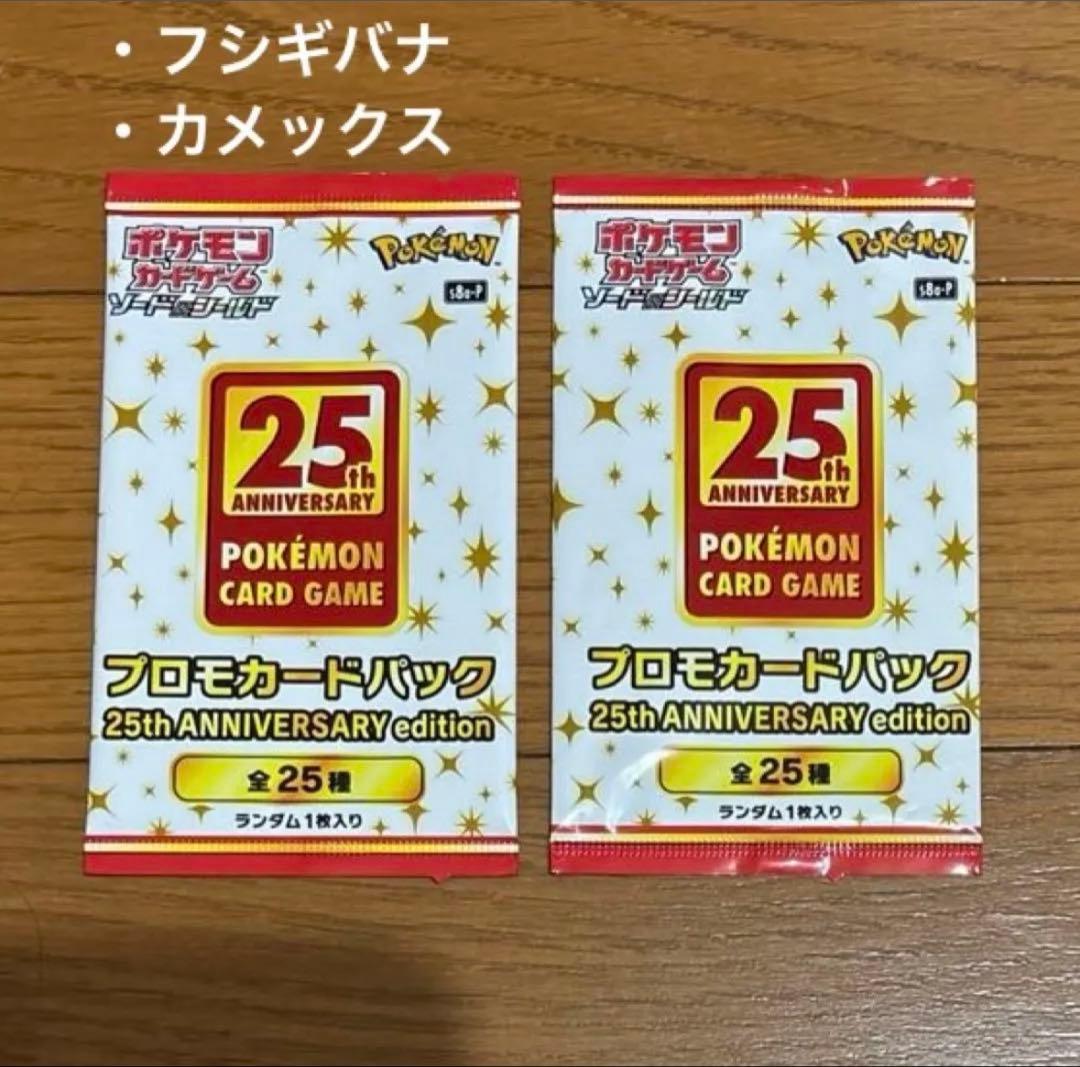 ・フシギバナ
・カメックス
ポケモン
カードゲーム
ソード&シールド
POKÉMON
s8a-P
25th
ANNIVERSARY
POKÉMON
CARD GAME
プロモカードパック
25th ANNIVERSARY edition
全25種
ランダム1枚入り
ポケモン
カードゲーム
ソード&シールド
POKÉMON
s8a-P
25th
ANNIVERSARY
POKÉMON
CARD GAME
プロモカードパック
25th ANNIVERSARY edition
全25種
ランダム1枚入り